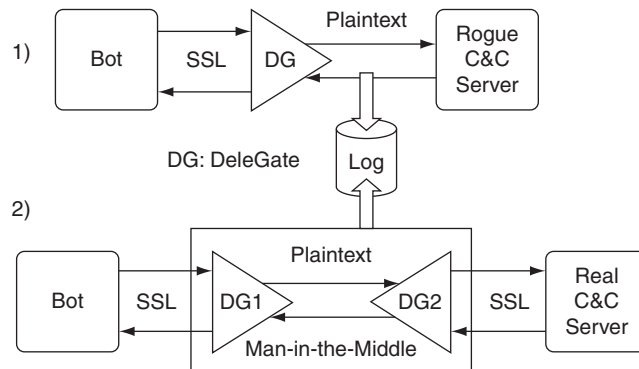 1)
Bot
SSL
DG
Plaintext
Rogue
C&C
Server
DG: DeleGate
Log
2)
Bot
SSL
DG1
Plaintext
DG2
Man-in-the-Middle
SSL
Real
C&C
Server